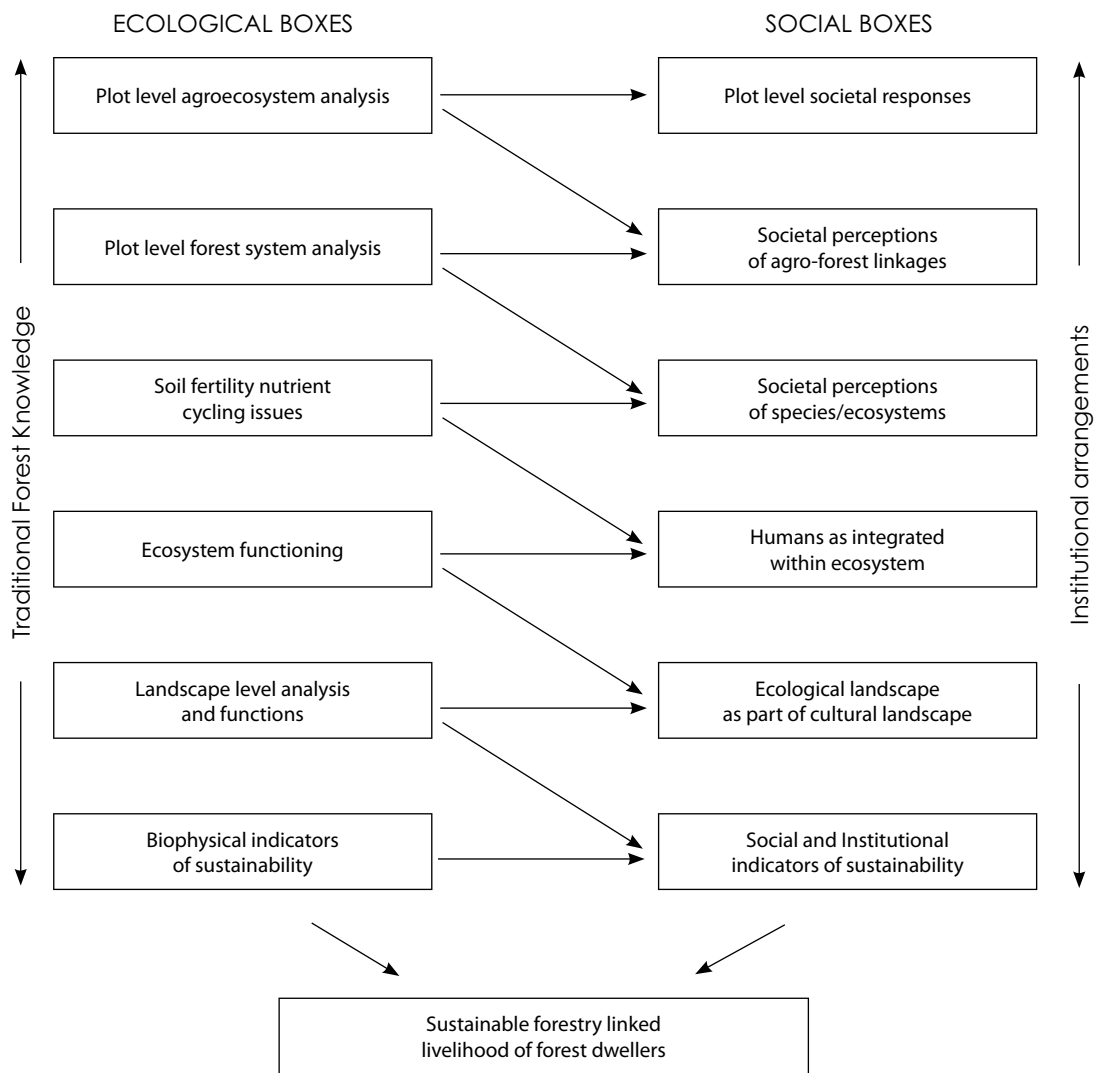 ECOLOGICAL BOXES
SOCIAL BOXES
Plot level agroecosystem analysis
Plot level societal responses
Plot level forest system analysis
Societal perceptions
of agro-forest linkages
Traditional Forest Knowledge
Institutional arrangements
Soil fertility nutrient
cycling issues
Societal perceptions
of species/ecosystems
Ecosystem functioning
Humans as integrated
within ecosystem
Landscape level analysis
and functions
Ecological landscape
as part of cultural landscape
Biophysical indicators
of sustainability
Social and Institutional
indicators of sustainability
Sustainable forestry linked
livelihood of forest dwellers